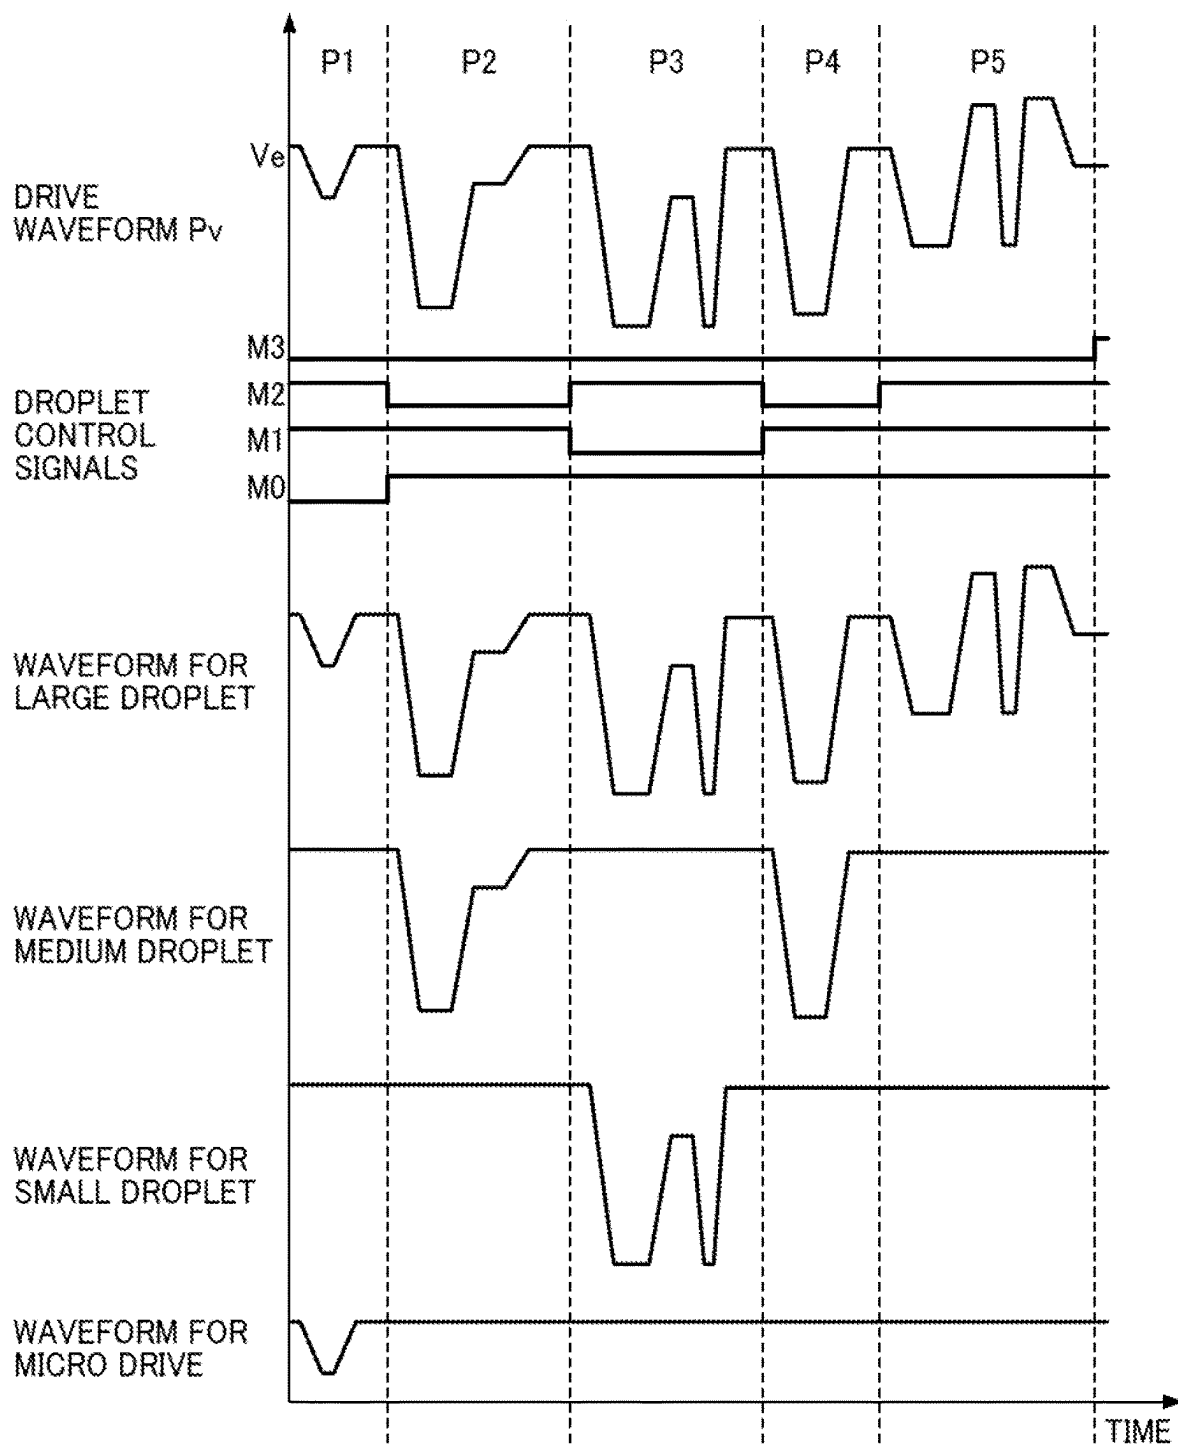 P1 P2 P3 P4 P5
Ve
DRIVE
WAVEFORM Pv
M3
M2
DROPLET
CONTROL
SIGNALS
M1
M0
WAVEFORM FOR
LARGE DROPLET
WAVEFORM FOR
MEDIUM DROPLET
WAVEFORM FOR
SMALL DROPLET
WAVEFORM FOR
MICRO DRIVE
TIME